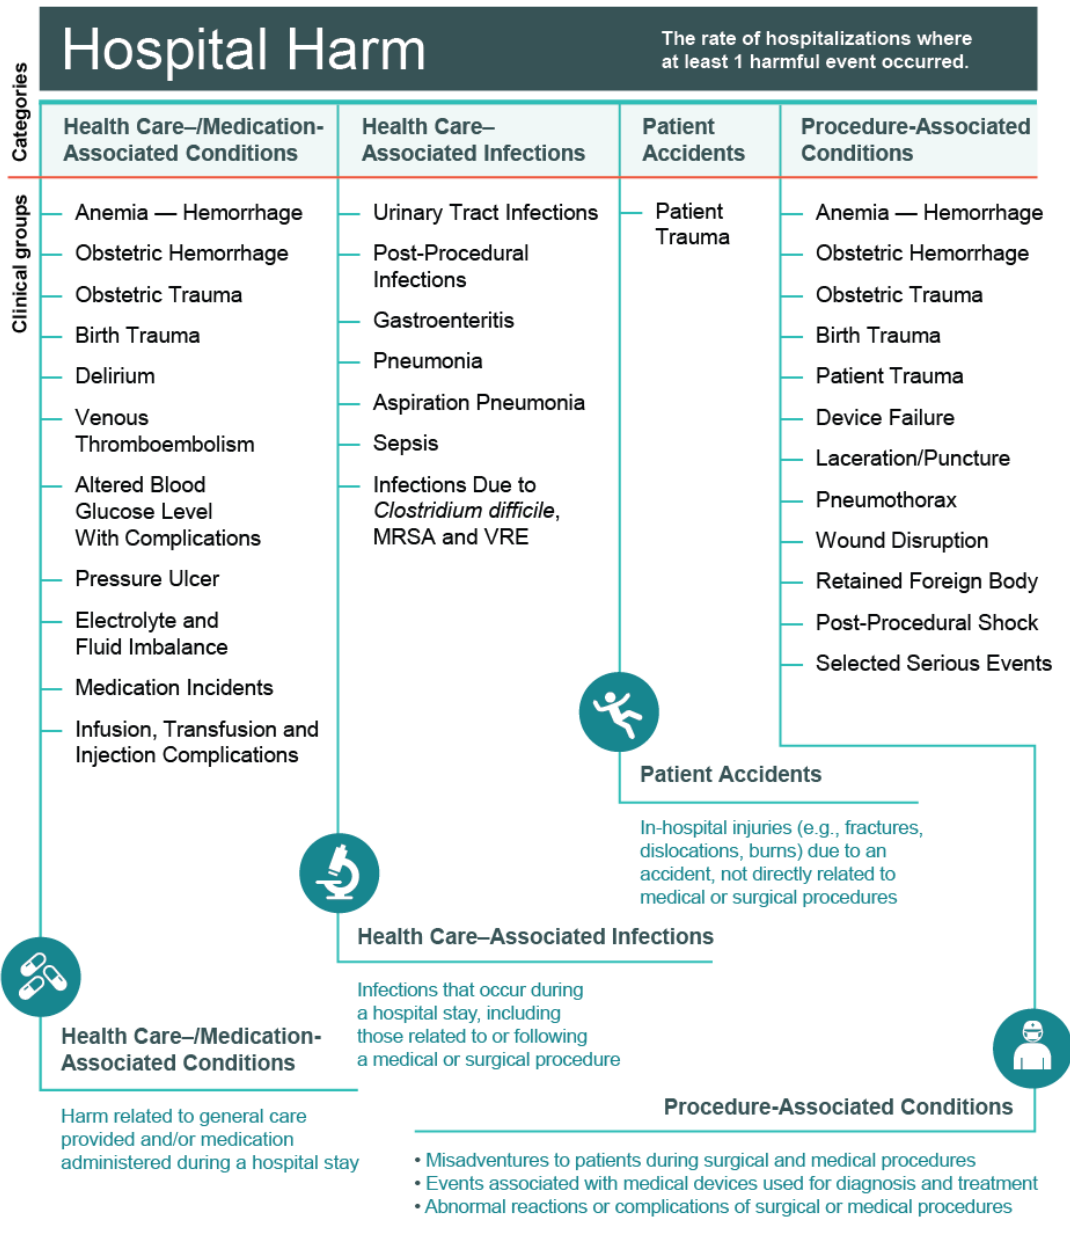 Hospital Harm
The rate of hospitalizations where
at least 1 harmful event occurred.
Categories
Health Care–/Medication-
Associated Conditions
Health Care–
Associated Infections
Patient
Accidents
Procedure-Associated
Conditions
Clinical groups
Anemia — Hemorrhage
Obstetric Hemorrhage
Obstetric Trauma
Birth Trauma
Delirium
Venous
Thromboembolism
Altered Blood
Glucose Level
With Complications
Pressure Ulcer
Electrolyte and
Fluid Imbalance
Medication Incidents
Infusion, Transfusion and
Injection Complications
Urinary Tract Infections
Post-Procedural
Infections
Gastroenteritis
Pneumonia
Aspiration Pneumonia
Sepsis
Infections Due to
Clostridium difficile,
MRSA and VRE
Patient
Trauma
Anemia — Hemorrhage
Obstetric Hemorrhage
Obstetric Trauma
Birth Trauma
Patient Trauma
Device Failure
Laceration/Puncture
Pneumothorax
Wound Disruption
Retained Foreign Body
Post-Procedural Shock
Selected Serious Events
Patient Accidents
In-hospital injuries (e.g., fractures,
dislocations, burns) due to an
accident, not directly related to
medical or surgical procedures
Health Care–Associated Infections
Infections that occur during
a hospital stay, including
those related to or following
a medical or surgical procedure
Health Care–/Medication-
Associated Conditions
Harm related to general care
provided and/or medication
administered during a hospital stay
Procedure-Associated Conditions
• Misadventures to patients during surgical and medical procedures
• Events associated with medical devices used for diagnosis and treatment
• Abnormal reactions or complications of surgical or medical procedures